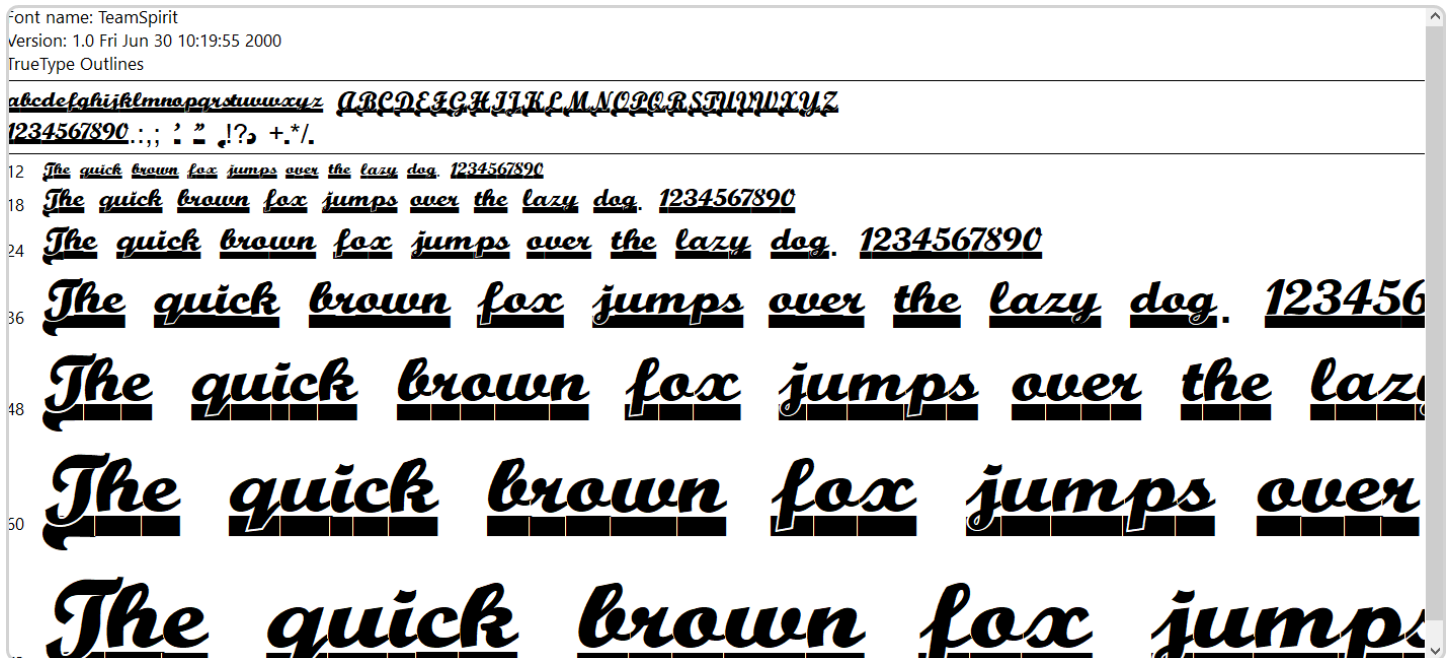 Font name: TeamSpirit
Version: 1.0 Fri Jun 30 10:19:55 2000
TrueType Outlines
abcdefghijklmnopqrstuvwxyz ABCDEFGHIJKLMNOPQRSTUVWXYZ
1234567890.:,; ' " !? +.*/.
12 The quick brown fox jumps over the lazy dog. 1234567890
18 The quick brown fox jumps over the lazy dog. 1234567890
24 The quick brown fox jumps over the lazy dog. 1234567890
36 The quick brown fox jumps over the lazy dog. 123456
48 The quick brown fox jumps over the lazy
60 The quick brown fox jumps over
The quick brown fox jumps